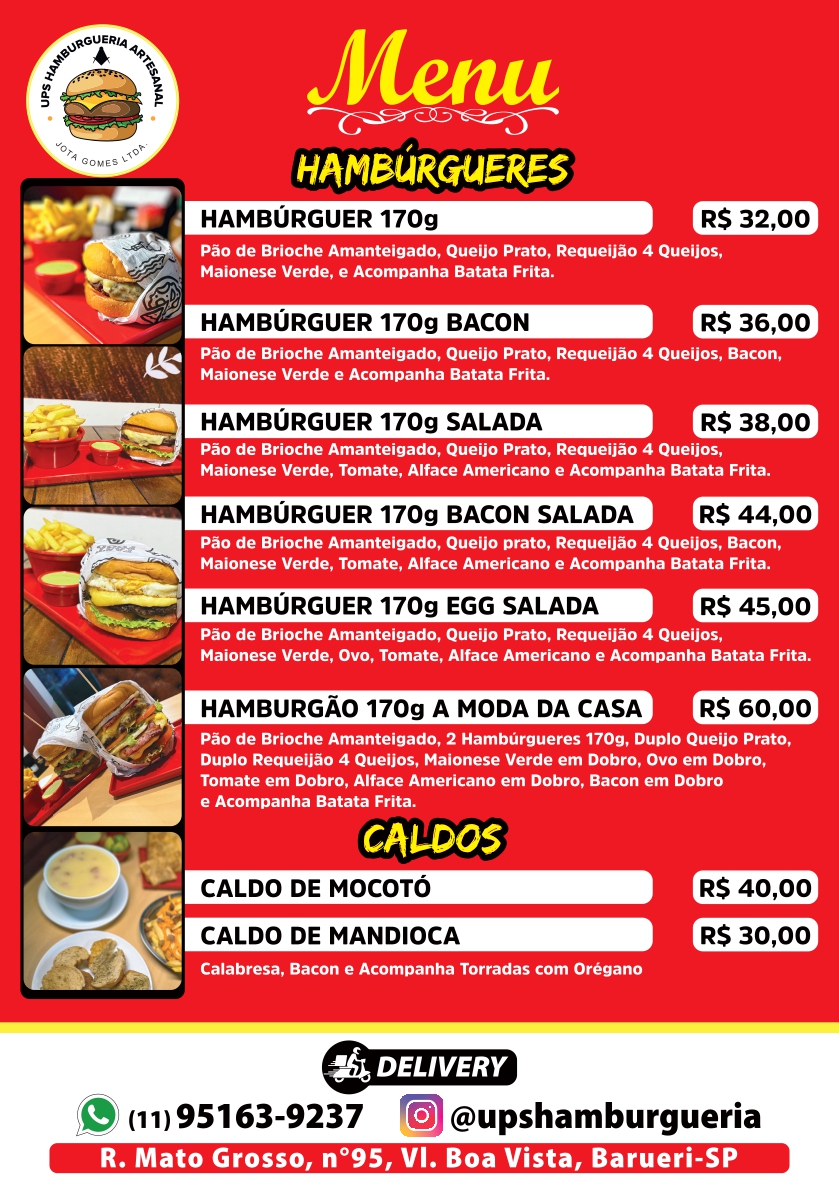 UPS HAMBURGUERIA ARTESANAL
JOTA GOMES LTDA.
Menu
HAMBÚRGUERES
HAMBÚRGUER 170g R$ 32,00
Pão de Brioche Amanteigado, Queijo Prato, Requeijão 4 Queijos,
Maionese Verde, e Acompanha Batata Frita.
HAMBÚRGUER 170g BACON R$ 36,00
Pão de Brioche Amanteigado, Queijo Prato, Requeijão 4 Queijos, Bacon,
Maionese Verde e Acompanha Batata Frita.
HAMBÚRGUER 170g SALADA R$ 38,00
Pão de Brioche Amanteigado, Queijo Prato, Requeijão 4 Queijos,
Maionese Verde, Tomate, Alface Americano e Acompanha Batata Frita.
HAMBÚRGUER 170g BACON SALADA R$ 44,00
Pão de Brioche Amanteigado, Queijo prato, Requeijão 4 Queijos, Bacon,
Maionese Verde, Tomate, Alface Americano e Acompanha Batata Frita.
HAMBÚRGUER 170g EGG SALADA R$ 45,00
Pão de Brioche Amanteigado, Queijo Prato, Requeijão 4 Queijos,
Maionese Verde, Ovo, Tomate, Alface Americano e Acompanha Batata Frita.
HAMBURGÃO 170g A MODA DA CASA R$ 60,00
Pão de Brioche Amanteigado, 2 Hambúrgueres 170g, Duplo Queijo Prato,
Duplo Requeijão 4 Queijos, Maionese Verde em Dobro, Ovo em Dobro,
Tomate em Dobro, Alface Americano em Dobro, Bacon em Dobro
e Acompanha Batata Frita.
CALDOS
CALDO DE MOCOTÓ R$ 40,00
CALDO DE MANDIOCA R$ 30,00
Calabresa, Bacon e Acompanha Torradas com Orégano
DELIVERY
(11) 95163-9237 @upshamburgueria
R. Mato Grosso, n°95, Vl. Boa Vista, Barueri-SP